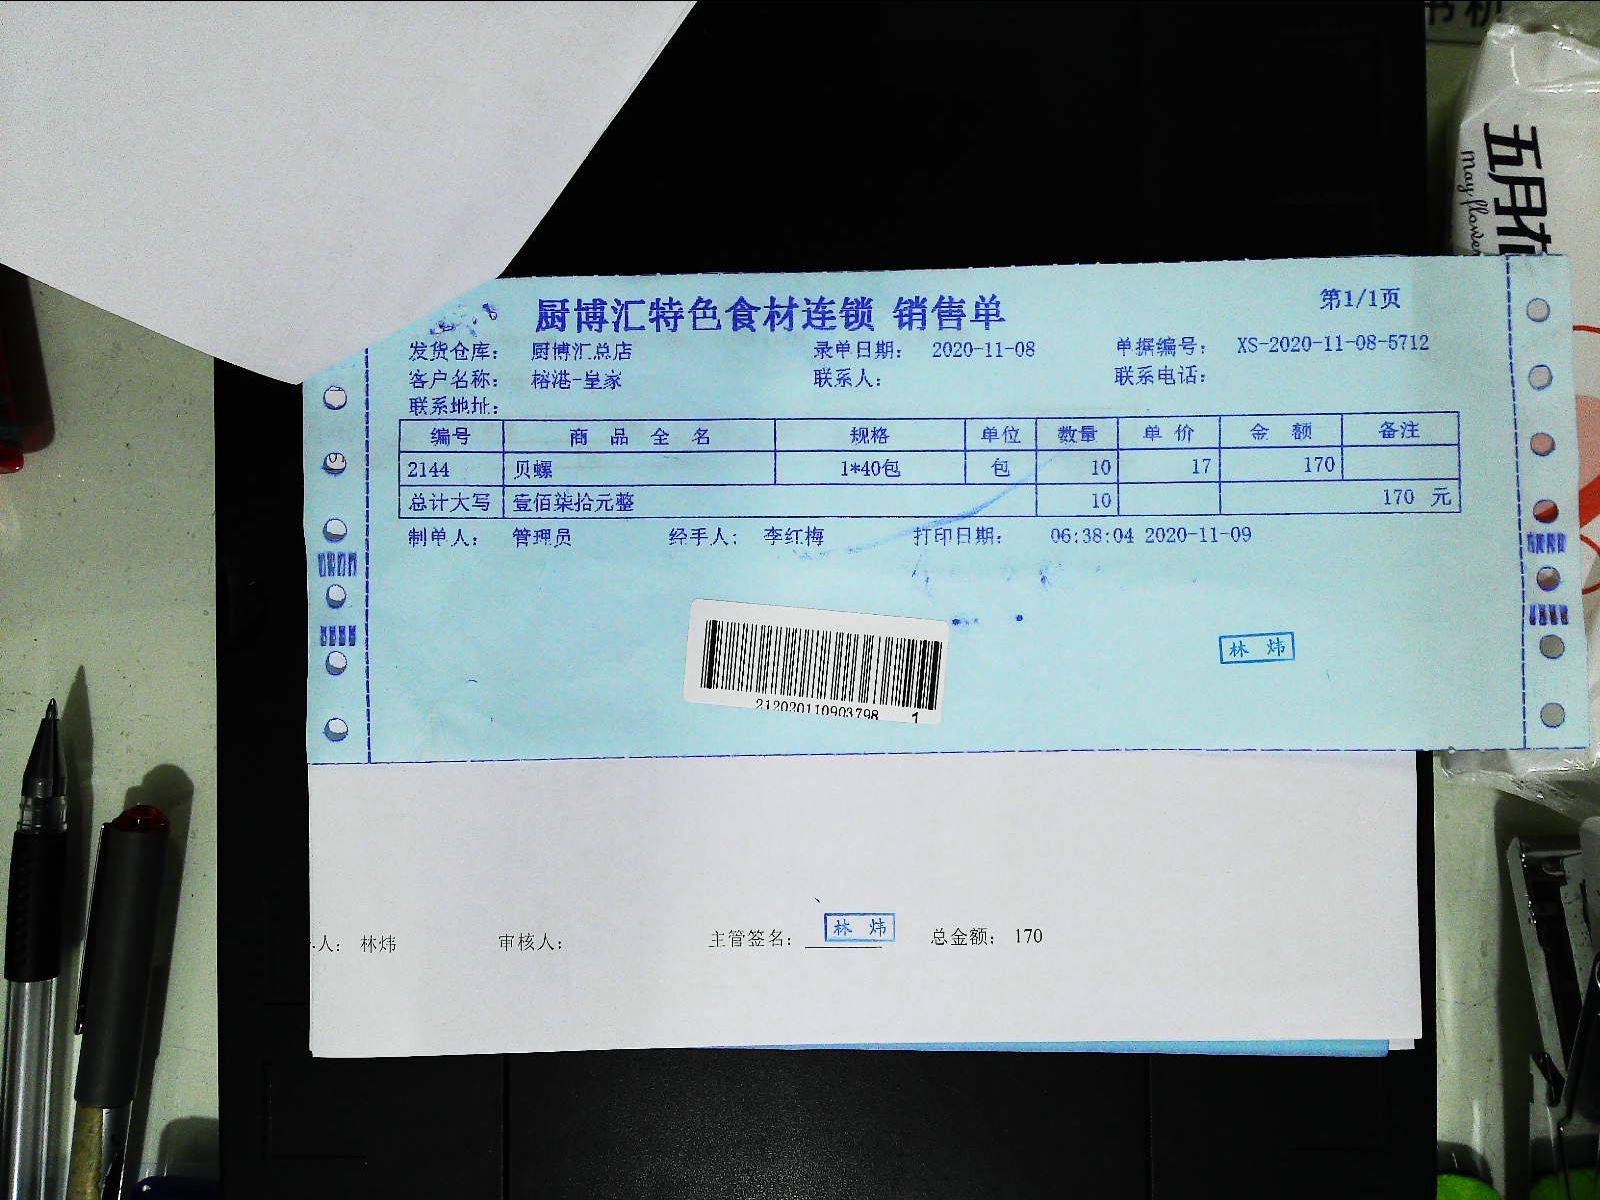 五月花
May flower
厨博汇特色食材连锁 销售单
第1/1页
发货仓库： 厨博汇总店 录单日期： 2020-11-08 单据编号： XS-2020-11-08-5712
客户名称： 榕港-皇家 联系人： 联系电话：
联系地址：
编号 商品全名 规格 单位 数量 单价 金额 备注
2144 贝螺 1*40包 包 10 17 170
总计大写 壹佰柒拾元整 10 170 元
制单人： 管理员 经手人： 李红梅 打印日期： 06:38:04 2020-11-09
212020110903798 1
林 炜
人： 林炜 审核人： 主管签名： 林 炜 总金额： 170